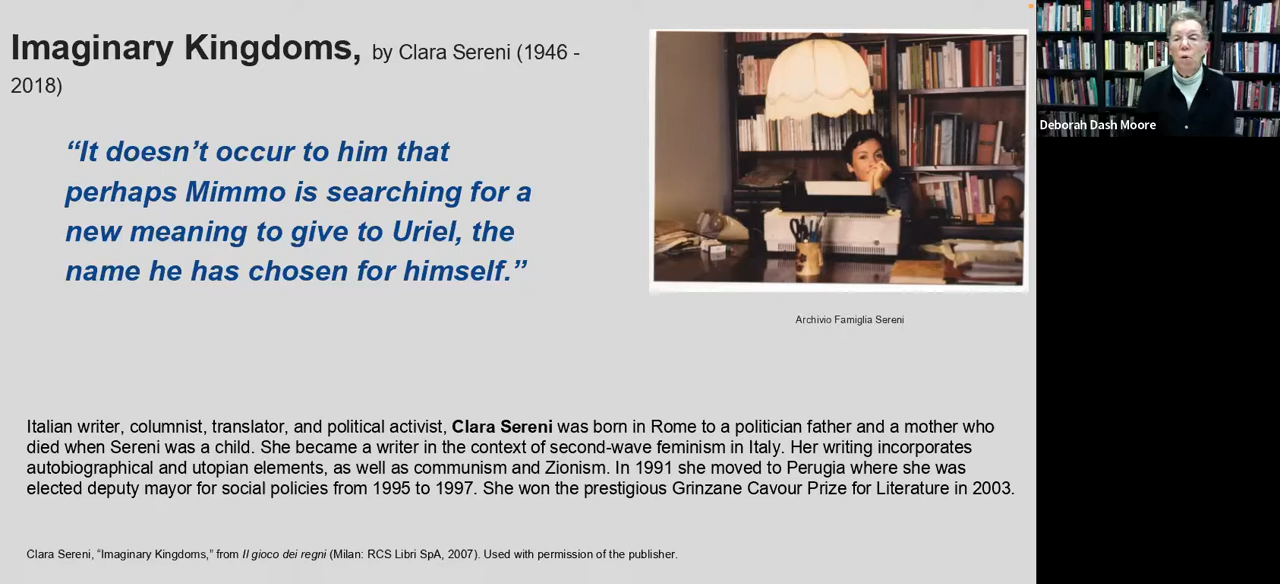 Imaginary Kingdoms, by Clara Sereni (1946 -
2018)
“It doesn’t occur to him that
perhaps Mimmo is searching for a
new meaning to give to Uriel, the
name he has chosen for himself.”
Archivio Famiglia Sereni
Deborah Dash Moore
Italian writer, columnist, translator, and political activist, Clara Sereni was born in Rome to a politician father and a mother who
died when Sereni was a child. She became a writer in the context of second-wave feminism in Italy. Her writing incorporates
autobiographical and utopian elements, as well as communism and Zionism. In 1991 she moved to Perugia where she was
elected deputy mayor for social policies from 1995 to 1997. She won the prestigious Grinzane Cavour Prize for Literature in 2003.
Clara Sereni, “Imaginary Kingdoms,” from Il gioco dei regni (Milan: RCS Libri SpA, 2007). Used with permission of the publisher.